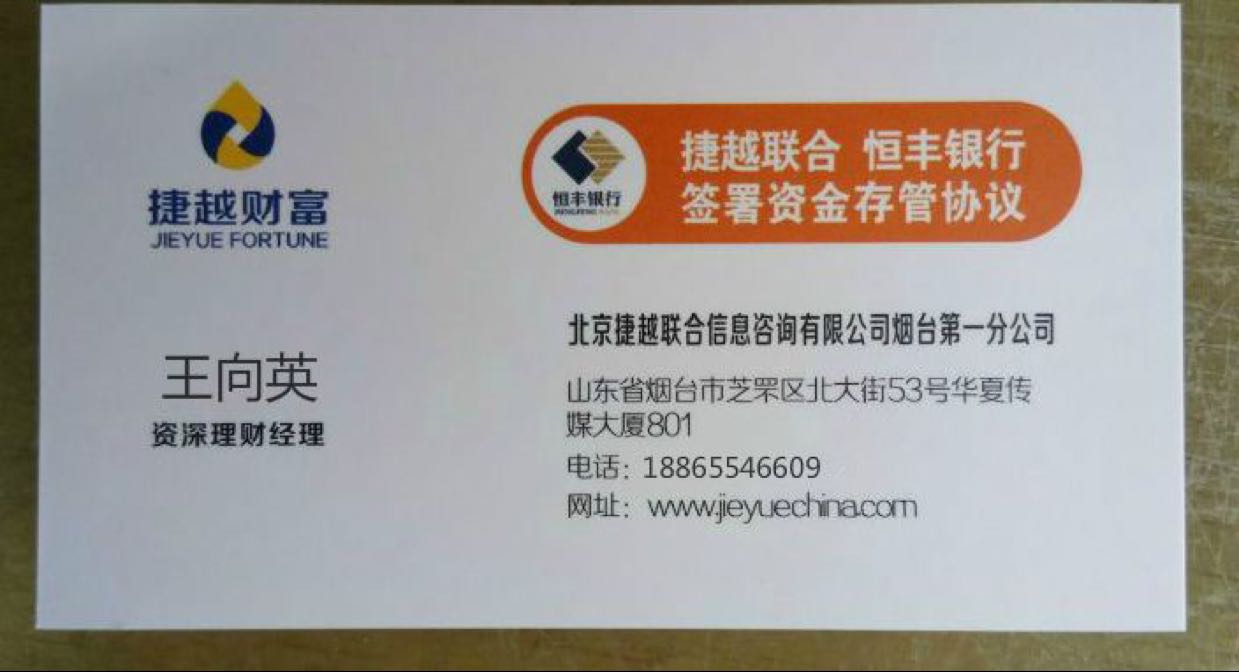 捷越财富
JIEYUE FORTUNE
恒丰银行
捷越联合 恒丰银行
签署资金存管协议
王向英
资深理财经理
北京捷越联合信息咨询有限公司烟台第一分公司
山东省烟台市芝罘区北大街53号华夏传
媒大厦801
电话：18865546609
网址：www.jieyuechina.com